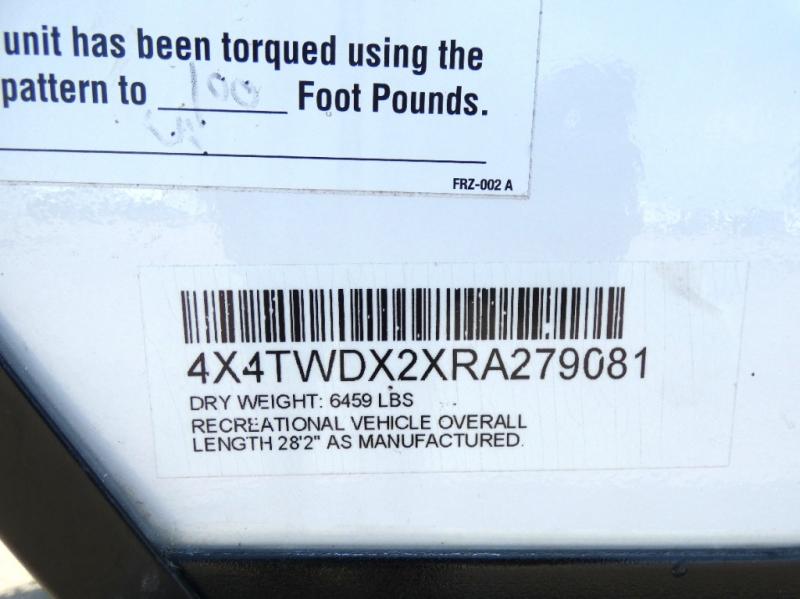 unit has been torqued using the
pattern to 100 Foot Pounds.
FRZ-002 A
4X4TWDX2XRA279081
DRY WEIGHT: 6459 LBS
RECREATIONAL VEHICLE OVERALL
LENGTH 28'2" AS MANUFACTURED.